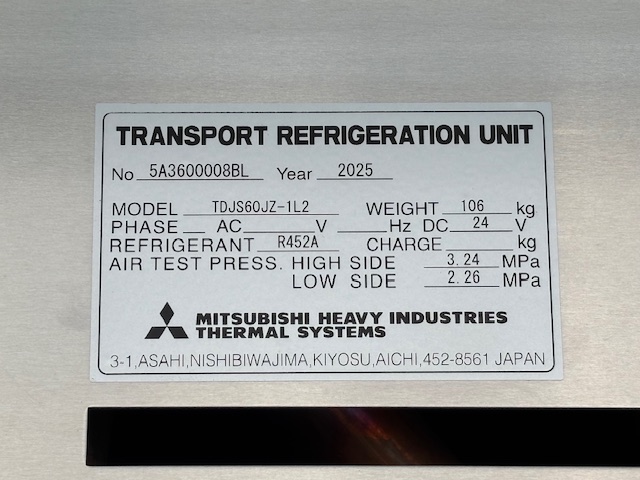 TRANSPORT REFRIGERATION UNIT
No 5A3600008BL Year 2025
MODEL TDJS60JZ-1L2 WEIGHT 106 kg
PHASE AC V Hz DC 24 V
REFRIGERANT R452A CHARGE kg
AIR TEST PRESS. HIGH SIDE 3.24 MPa
LOW SIDE 2.26 MPa
MITSUBISHI HEAVY INDUSTRIES
THERMAL SYSTEMS
3-1,ASAHI,NISHIBIWAJIMA,KIYOSU,AICHI,452-8561 JAPAN